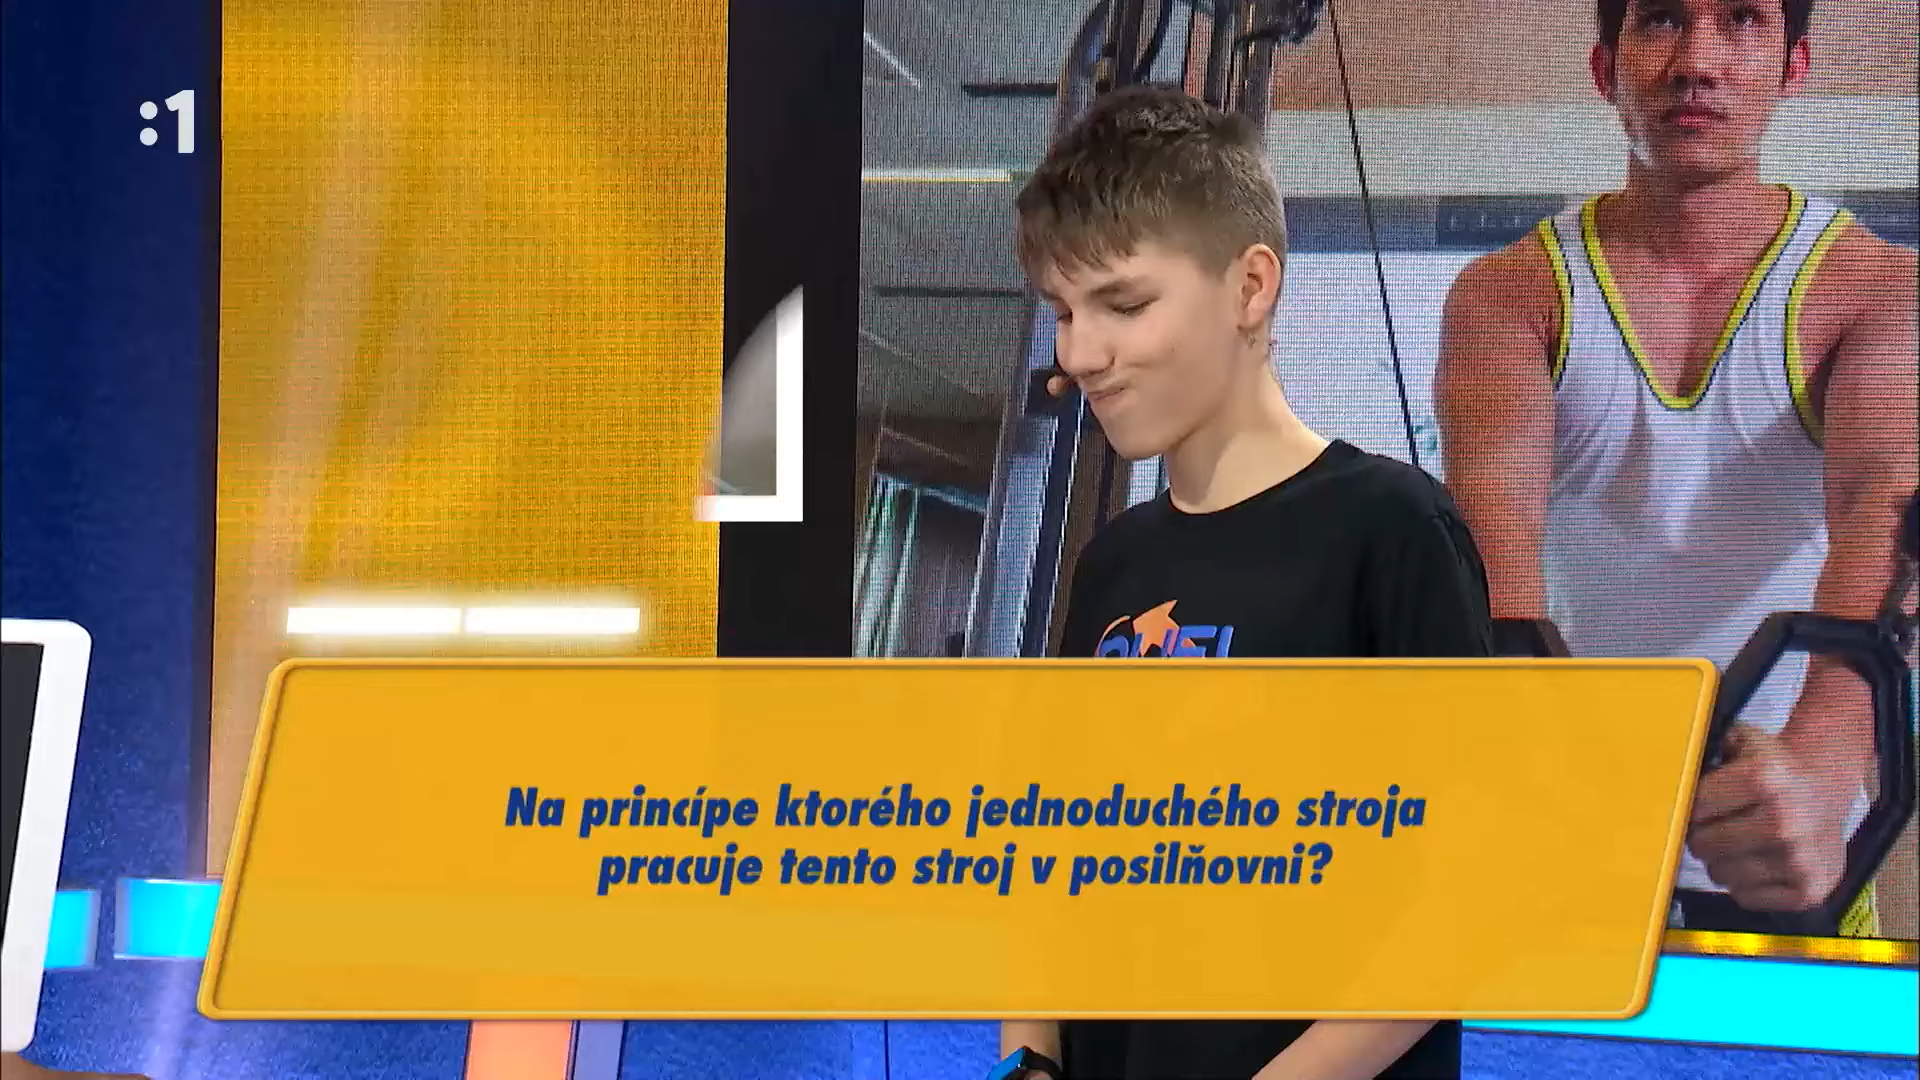 :1
Na princípe ktorého jednoduchého stroja
pracuje tento stroj v posilňovni?